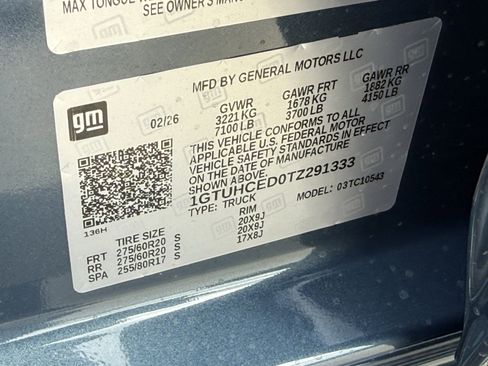 MAX TONGUE
SEE OWNER'S MANU
gm
02/26
MFD BY GENERAL MOTORS LLC
GVWR GAWR FRT GAWR RR
3221 KG 1678 KG 1882 KG
7100 LB 3700 LB 4150 LB
THIS VEHICLE CONFORMS TO ALL
APPLICABLE U.S. FEDERAL MOTOR
VEHICLE SAFETY STANDARDS IN EFFECT
ON THE DATE OF MANUFACTURE
SHOWN ABOVE.
1GTUHCED0TZ291333
TYPE: TRUCK MODEL: 03TC10543
136H
TIRE SIZE RIM
FRT 275/60R20 S 20X9J
RR 275/60R20 S 20X9J
SPA 255/80R17 S 17X8J